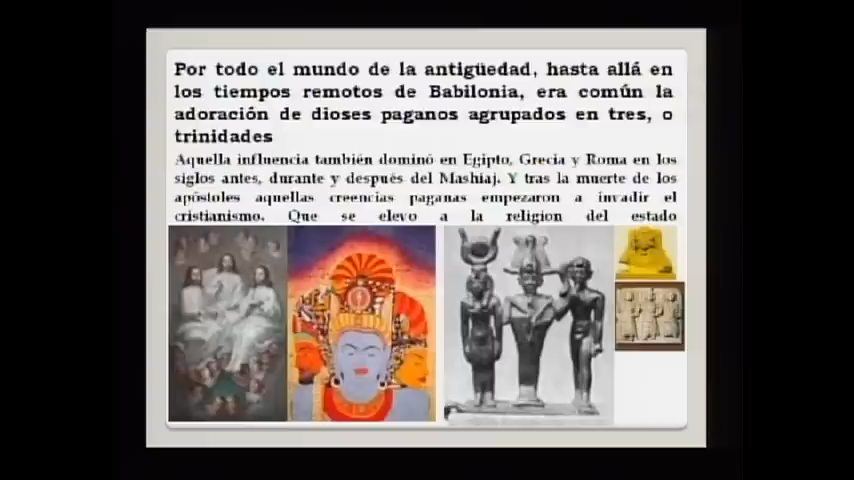 Por todo el mundo de la antigüedad, hasta allá en
los tiempos remotos de Babilonia, era común la
adoración de dioses paganos agrupados en tres, o
trinidades
Aquella influencia también dominó en Egipto, Grecia y Roma en los
siglos antes, durante y después del Mashiaj. Y tras la muerte de los
apóstoles aquellas creencias paganas empezaron a invadir el
cristianismo. Que se elevo a la religion del estado